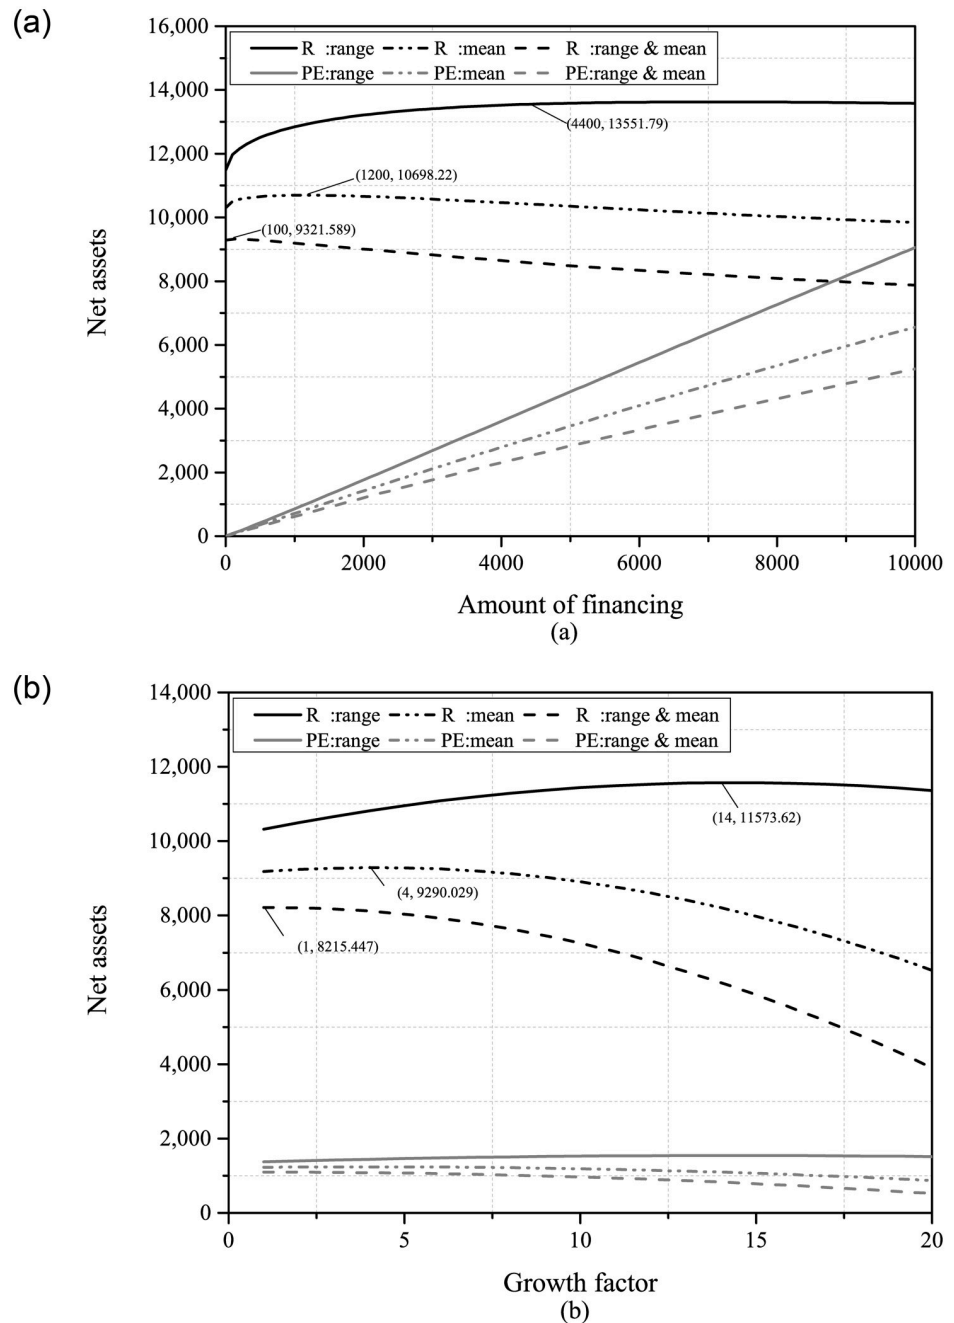 (a)
16,000
14,000
12,000
10,000
8,000
6,000
4,000
2,000
0
Net assets
R :range R :mean R :range & mean
PE:range PE:mean PE:range & mean
(4400, 13551.79)
(1200, 10698.22)
(100, 9321.589)
0 2000 4000 6000 8000 10000
Amount of financing
(a)
(b)
14,000
12,000
10,000
8,000
6,000
4,000
2,000
0
Net assets
R :range R :mean R :range & mean
PE:range PE:mean PE:range & mean
(14, 11573.62)
(4, 9290.029)
(1, 8215.447)
0 5 10 15 20
Growth factor
(b)